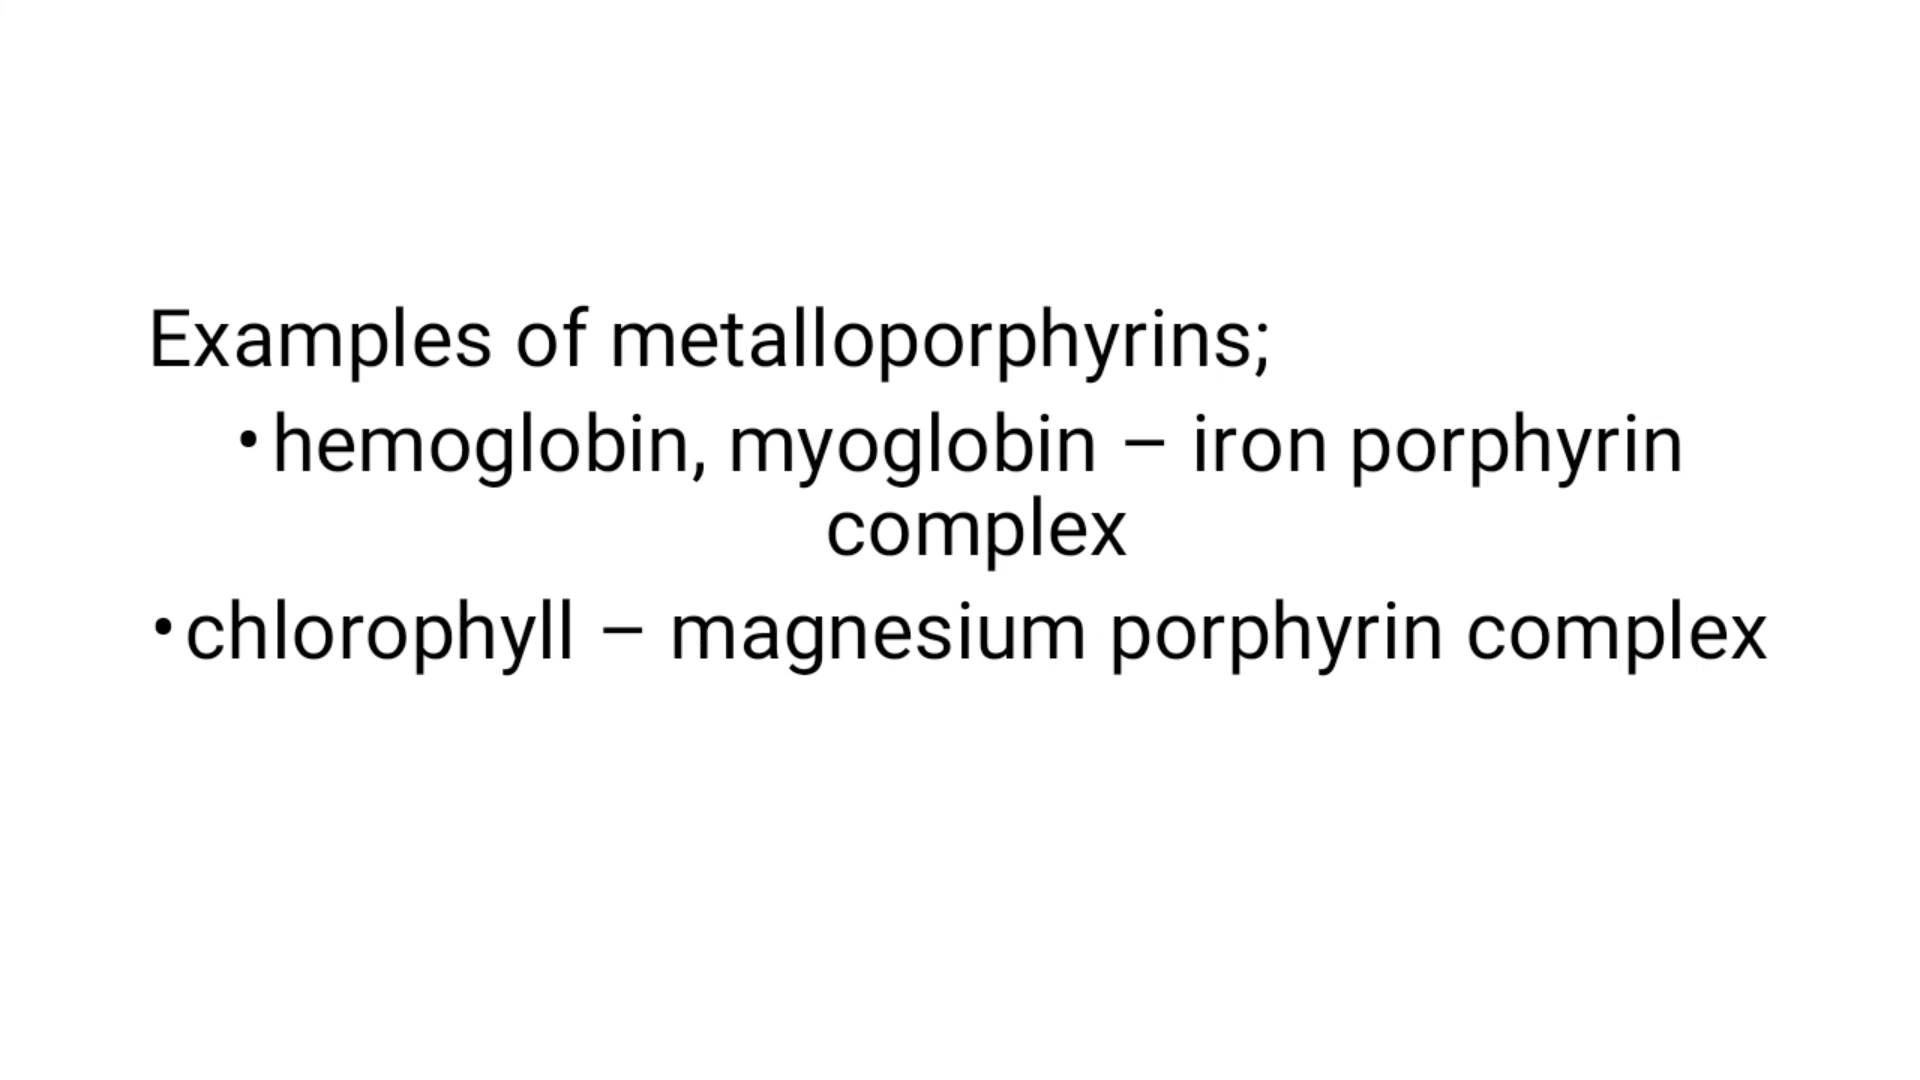 Examples of metalloporphyrins;
•hemoglobin, myoglobin – iron porphyrin
complex
•chlorophyll – magnesium porphyrin complex